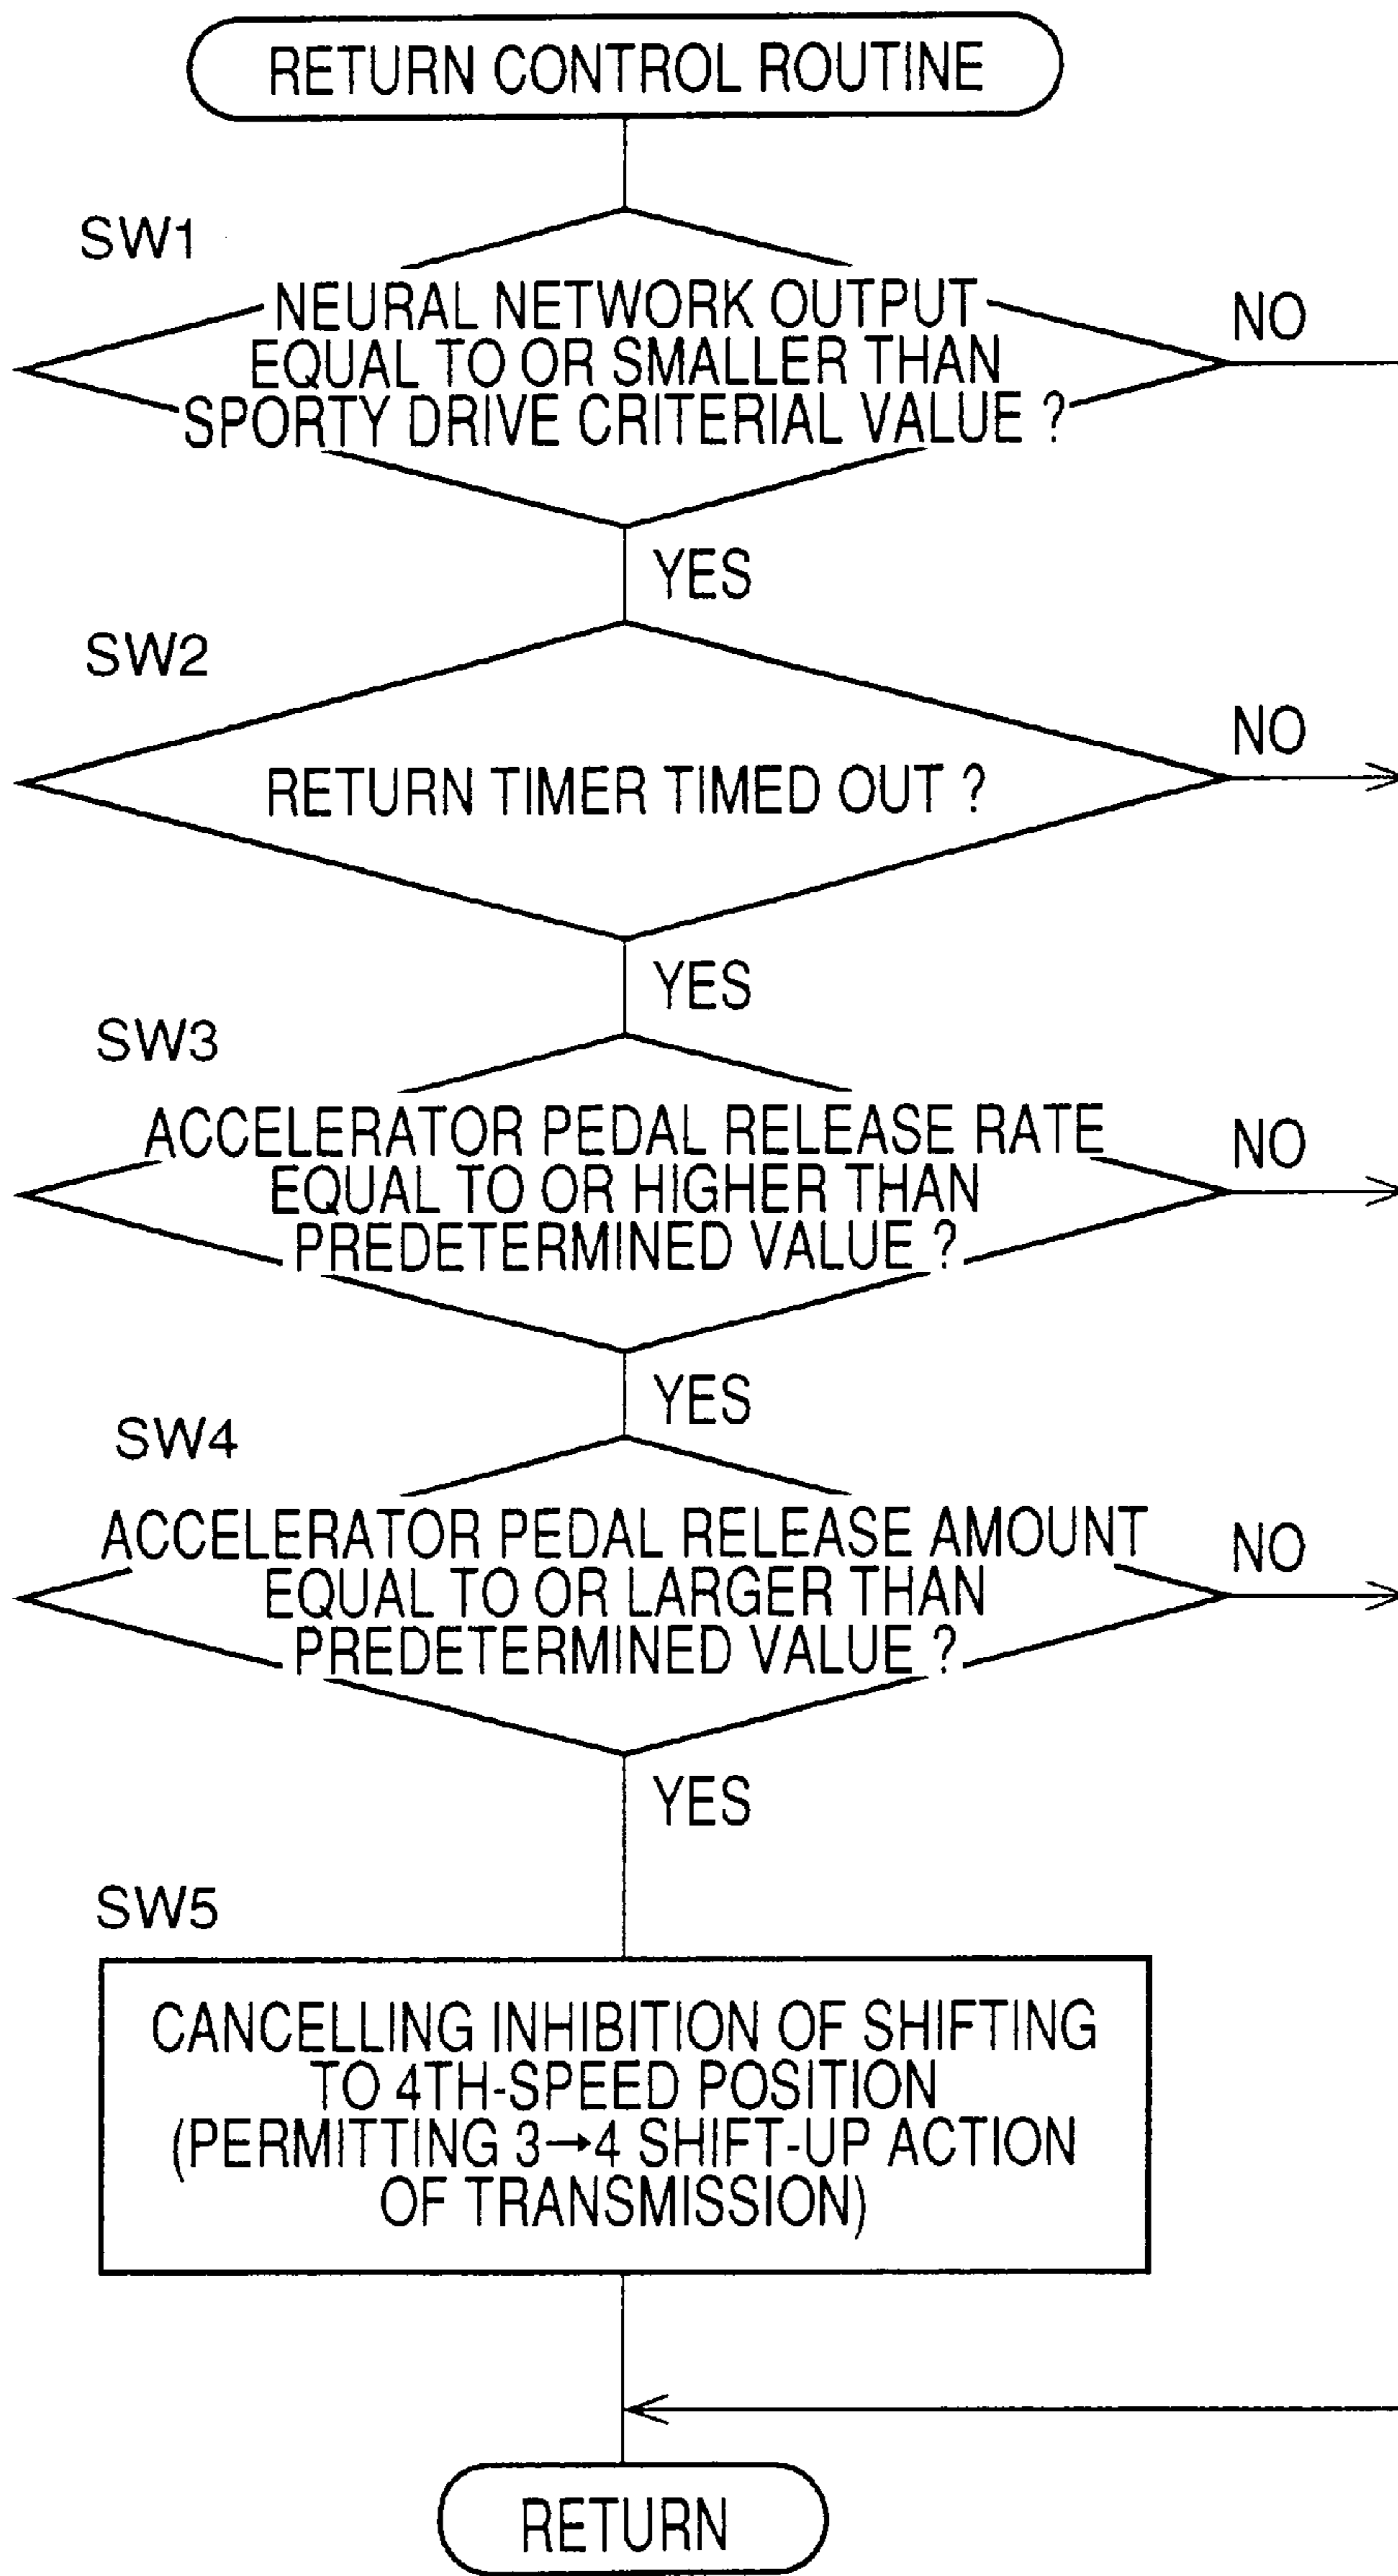 RETURN CONTROL ROUTINE
SW1
NEURAL NETWORK OUTPUT
EQUAL TO OR SMALLER THAN
SPORTY DRIVE CRITERIAL VALUE ?
NO
YES
SW2
RETURN TIMER TIMED OUT ?
NO
YES
SW3
ACCELERATOR PEDAL RELEASE RATE
EQUAL TO OR HIGHER THAN
PREDETERMINED VALUE ?
NO
YES
SW4
ACCELERATOR PEDAL RELEASE AMOUNT
EQUAL TO OR LARGER THAN
PREDETERMINED VALUE ?
NO
YES
SW5
CANCELLING INHIBITION OF SHIFTING
TO 4TH-SPEED POSITION
(PERMITTING 3→4 SHIFT-UP ACTION
OF TRANSMISSION)
RETURN